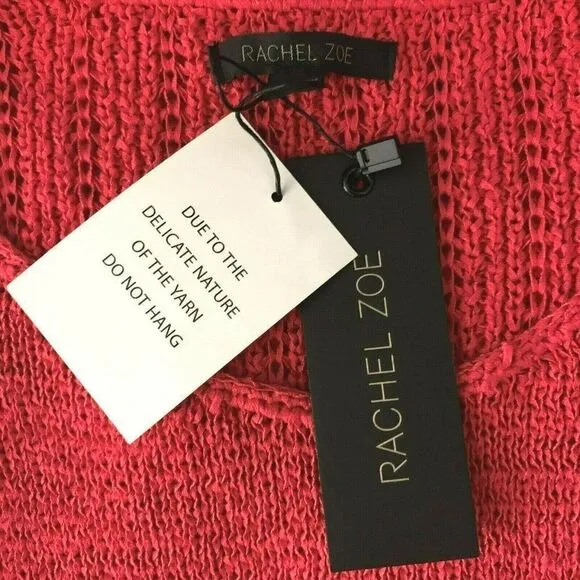 RACHEL ZOE
DUE TO THE
DELICATE NATURE
OF THE YARN
DO NOT HANG
RACHEL ZOE